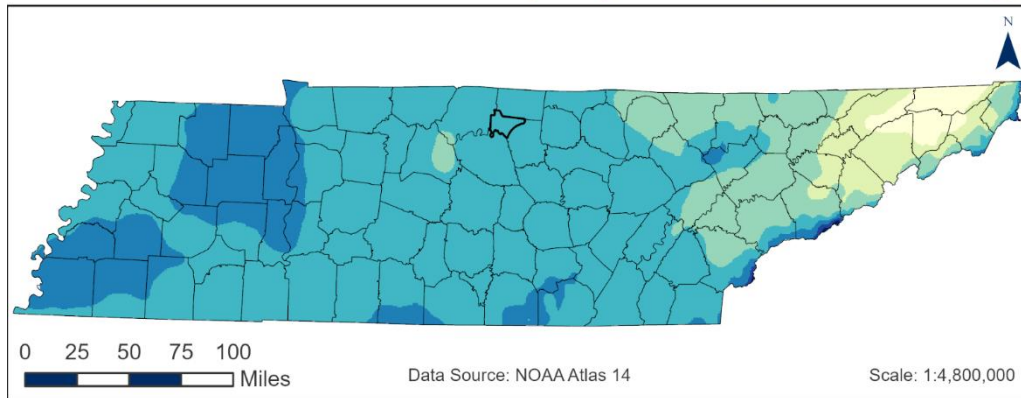 N
0 25 50 75 100
Miles
Data Source: NOAA Atlas 14
Scale: 1:4,800,000